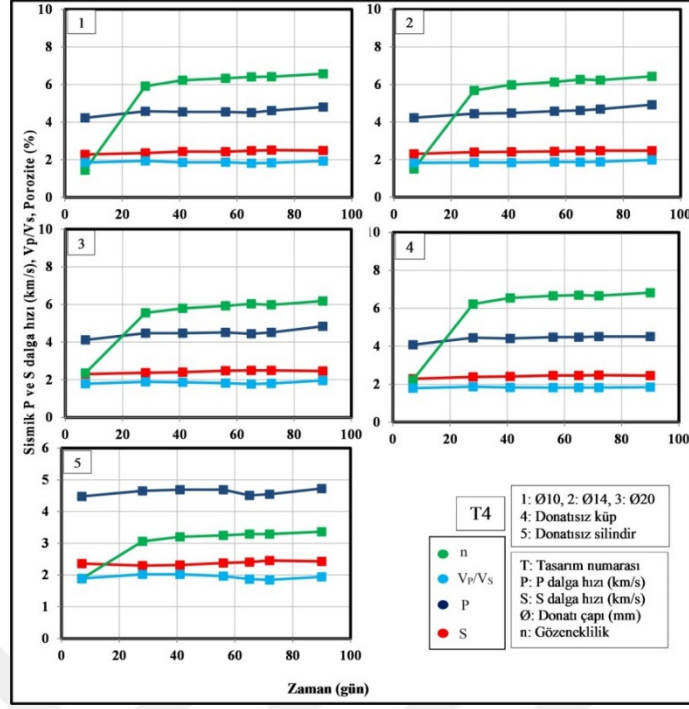 Sismik P ve S dalga hızı (km/s), Vp/Vs, Porozite (%)
10
8
6
4
2
0
0 20 40 60 80 100
1
10
8
6
4
2
0
0 20 40 60 80 100
2
10
8
6
4
2
0
0 20 40 60 80 100
3
10
8
6
4
2
0
0 20 40 60 80 100
4
6
5
4
3
2
1
0
0 20 40 60 80 100
5
T4
n
VP/VS
P
S
1: Ø10, 2: Ø14, 3: Ø20
4: Donatısız küp
5: Donatısız silindir
T: Tasarım numarası
P: P dalga hızı (km/s)
S: S dalga hızı (km/s)
Ø: Donatı çapı (mm)
n: Gözeneklilik
Zaman (gün)